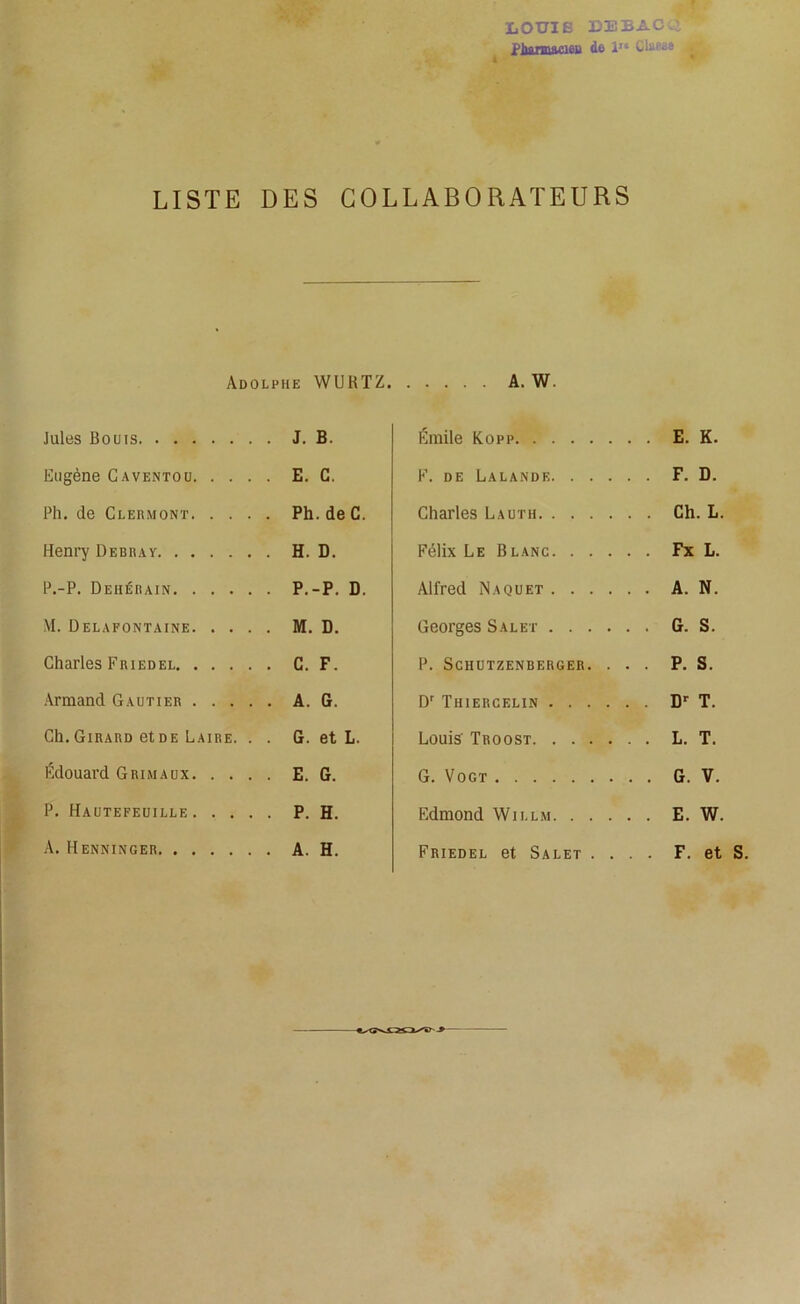 LOUIS DEBACQ
Pharmacien de 1re Classe
LISTE DES COLLABORATEURS
Adolphe WURTZ. . . . . . A. W.
Jules Bouis. . . . . . . . J. B.
Eugène Caventou. . . . . E. C.
Ph. de Clermont. . . . . Ph. de C.
Henry Debray. . . . . . . H. D.
P.-P. Dehérain. . . . . . P.-P. D.
M. Delafontaine. . . . . M. D.
Charles Friedel. . . . . . C. F.
Armand Gautier . . . . . A. G.
Ch. Girard et de Laire. . . G. et L.
Édouard Grimaux. . . . . E. G.
P. Hautefeuille . . . . . P. H.
A. Henninger. . . . . . . A. H.
Émile Kopp. . . . . . . . E. K.
F. de Lalande. . . . . . F. D.
Charles Lauth. . . . . . . Ch. L.
Félix Le Blanc. . . . . . Fx L.
Alfred Naquet . . . . . . A. N.
Georges Salet . . . . . . G. S.
P. Schutzenberger. . . . P. S.
Dr Thiercelin . . . . . . Dr T.
Louis Troost. . . . . . . L. T.
G. Vogt . . . . . . . . . G. V.
Edmond Willm. . . . . . E. W.
Friedel et Salet . . . . F. et S.